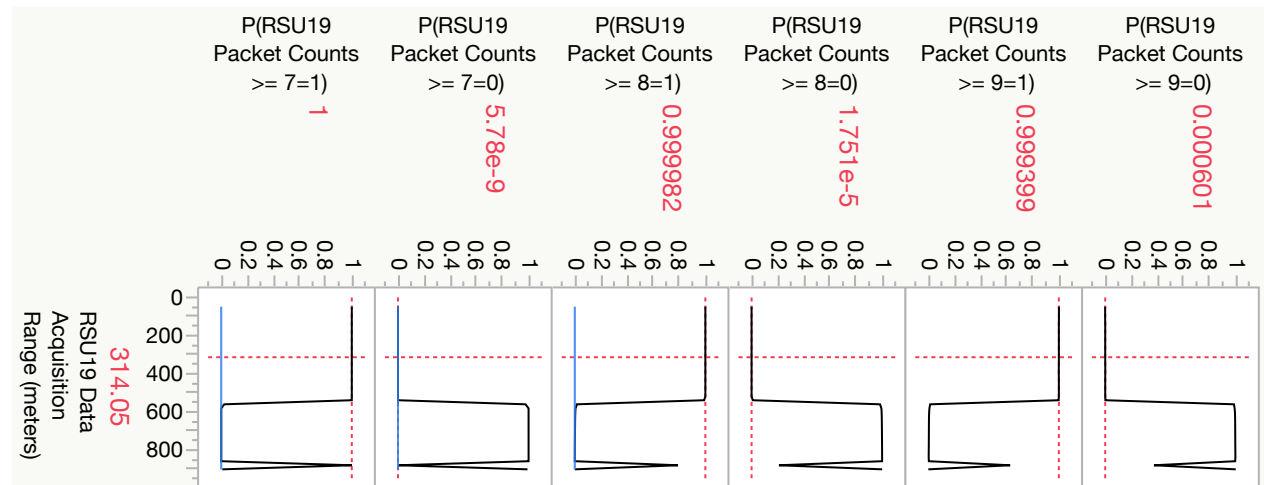 P(RSU19
Packet Counts
>= 7=1)
1
P(RSU19
Packet Counts
>= 7=0)
5.78e-9
P(RSU19
Packet Counts
>= 8=1)
0.9999982
P(RSU19
Packet Counts
>= 8=0)
1.751e-5
P(RSU19
Packet Counts
>= 9=1)
0.999399
P(RSU19
Packet Counts
>= 9=0)
0.000601
0 0.2 0.4 0.6 0.8 1
0 0.2 0.4 0.6 0.8 1
0 0.2 0.4 0.6 0.8 1
0 0.2 0.4 0.6 0.8 1
0 0.2 0.4 0.6 0.8 1
0 0.2 0.4 0.6 0.8 1
0
200
400
600
800
314.05
RSU19 Data
Acquisition
Range (meters)